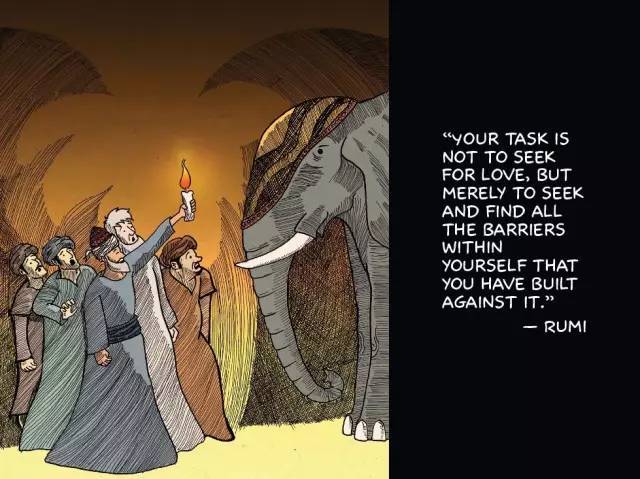 “YOUR TASK IS
NOT TO SEEK
FOR LOVE, BUT
MERELY TO SEEK
AND FIND ALL
THE BARRIERS
WITHIN
YOURSELF THAT
YOU HAVE BUILT
AGAINST IT.”
— RUMI